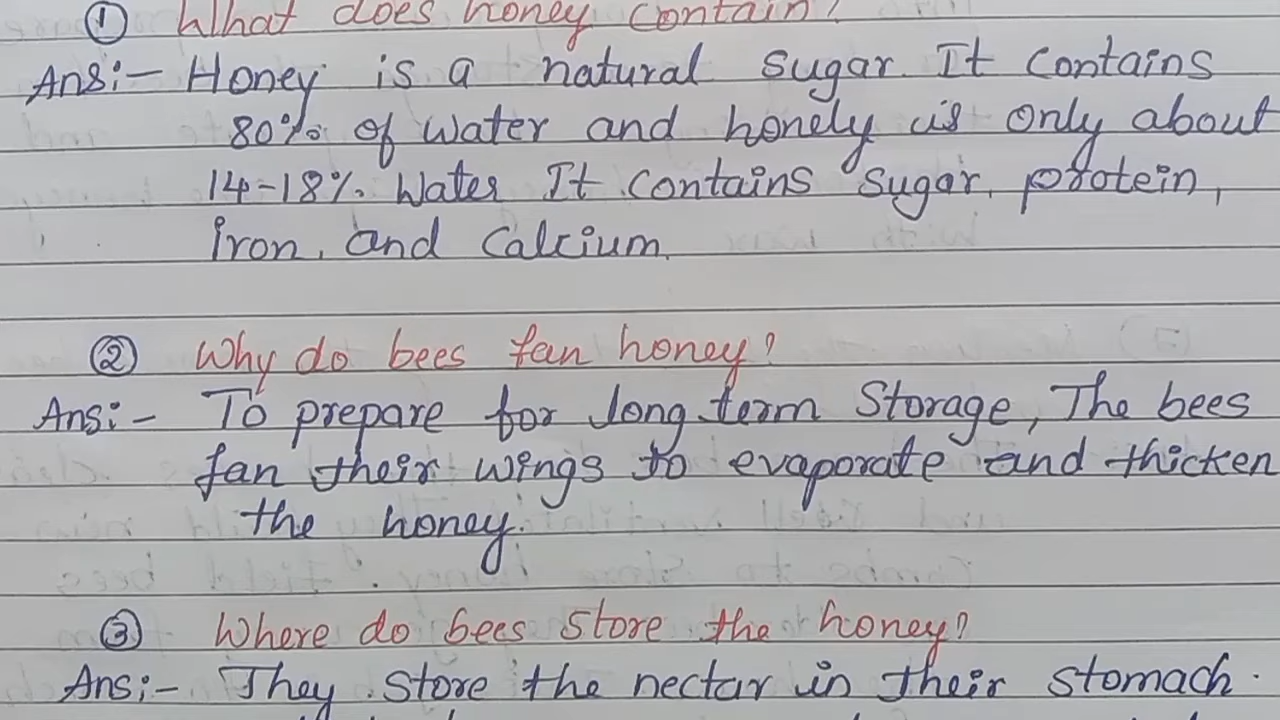 ① What does honey contain?
Ans:- Honey is a natural sugar. It contains
80% of water and honely is only about
14-18% water It contains sugar, protein,
iron, and calcium.
② Why do bees fan honey?
Ans:- To prepare for long term storage, The bees
fan their wings to evaporate and thicken
the honey.
③ Where do bees store the honey?
Ans:- They store the nectar in their stomach.